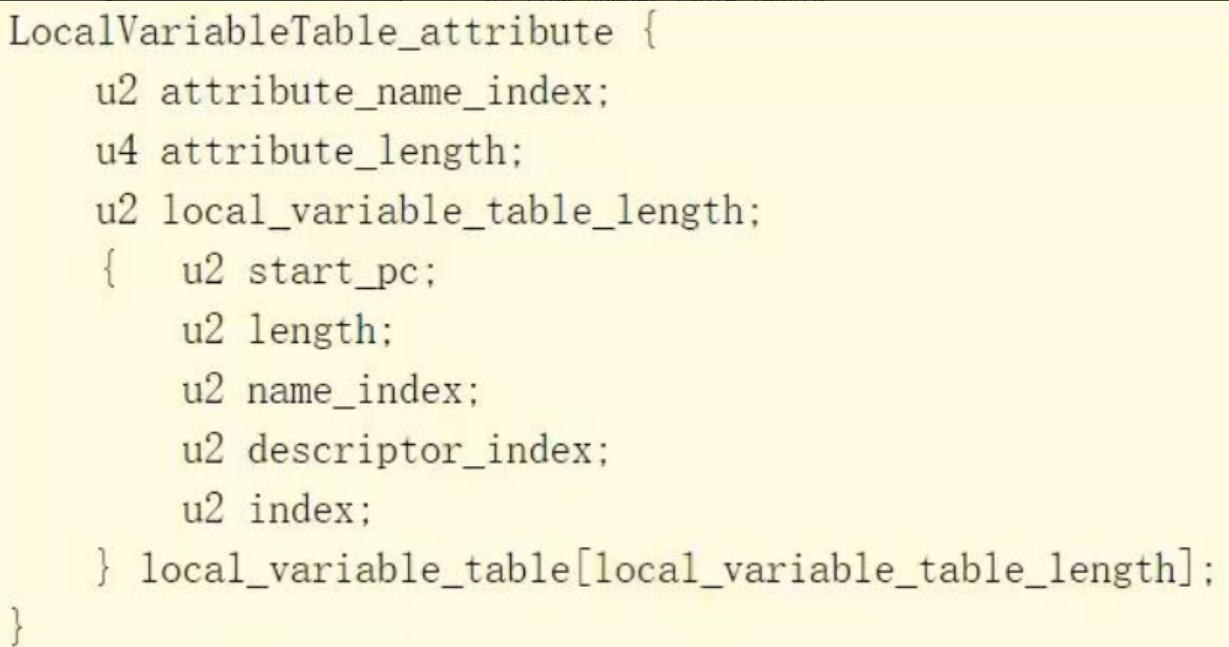 LocalVariableTable_attribute {
u2 attribute_name_index;
u4 attribute_length;
u2 local_variable_table_length;
{ u2 start_pc;
u2 length;
u2 name_index;
u2 descriptor_index;
u2 index;
} local_variable_table[local_variable_table_length];
}